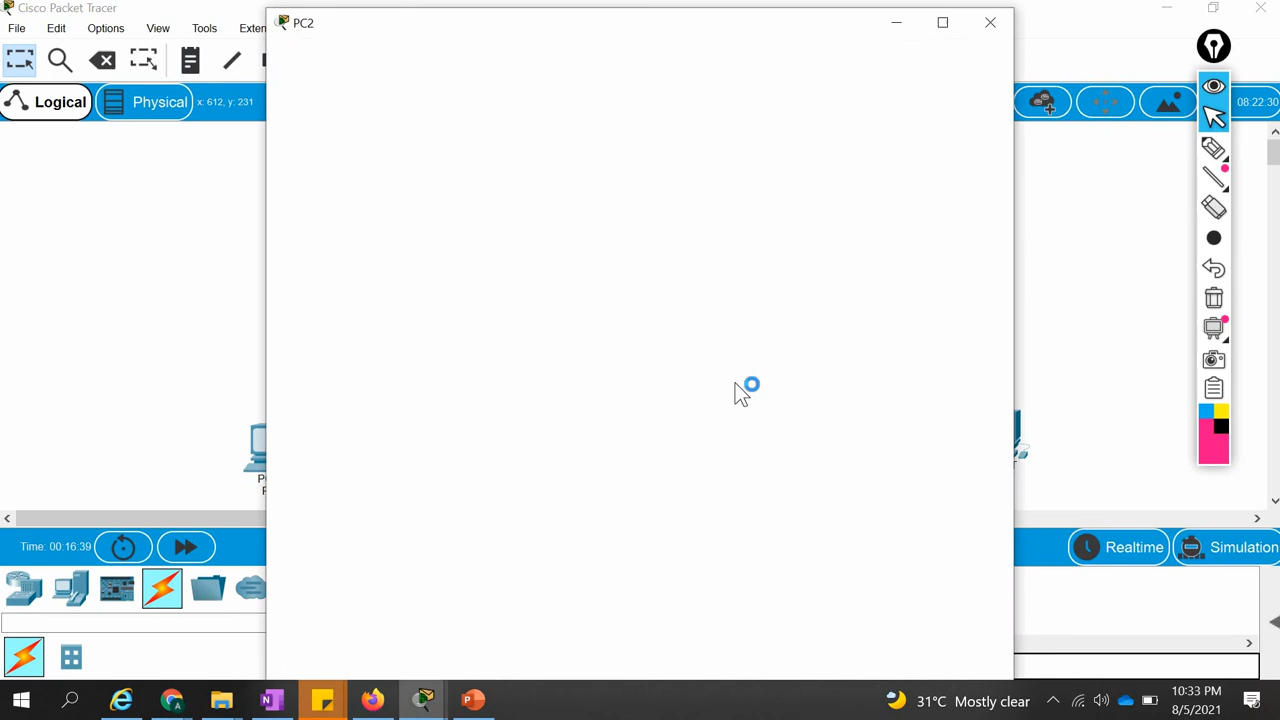 Cisco Packet Tracer
PC2
File Edit Options View Tools Exten
Logical
Physical
x: 612, y: 231
08:22:30
Time: 00:16:39
Realtime
Simulation
31°C Mostly clear
10:33 PM
8/5/2021